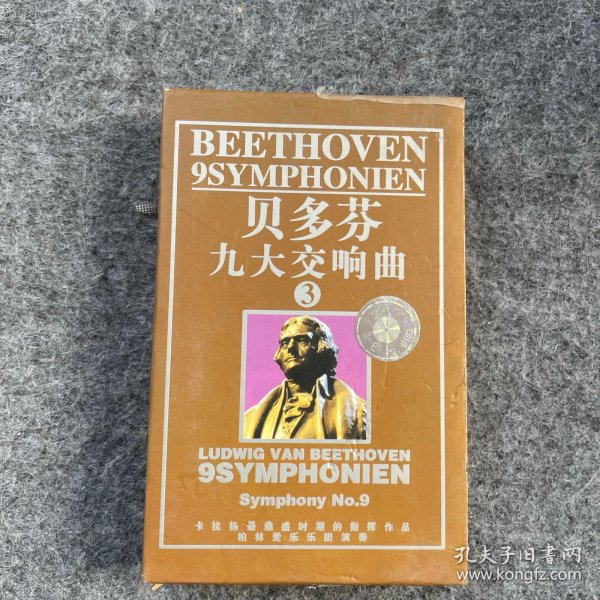 BEETHOVEN
9SYMPHONIEN
贝多芬
九大交响曲
3
LUDWIG VAN BEETHOVEN
9SYMPHONIEN
Symphony No.9
卡拉扬最鼎盛时期的指挥作品
柏林爱乐乐团演奏
孔夫子旧书网
www.kongfz.com